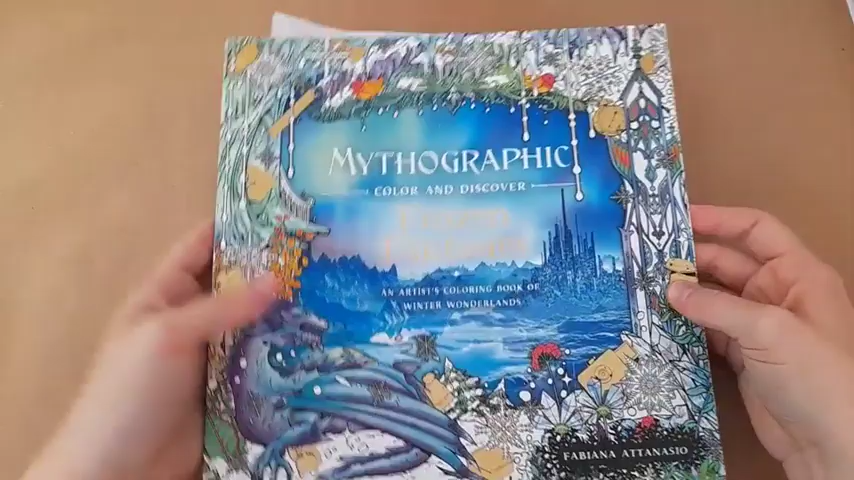 MYTHOGRAPHIC
COLOR AND DISCOVER
AN ARTIST'S COLORING BOOK OF
WINTER WONDERLANDS
FABIANA ATTANASIO